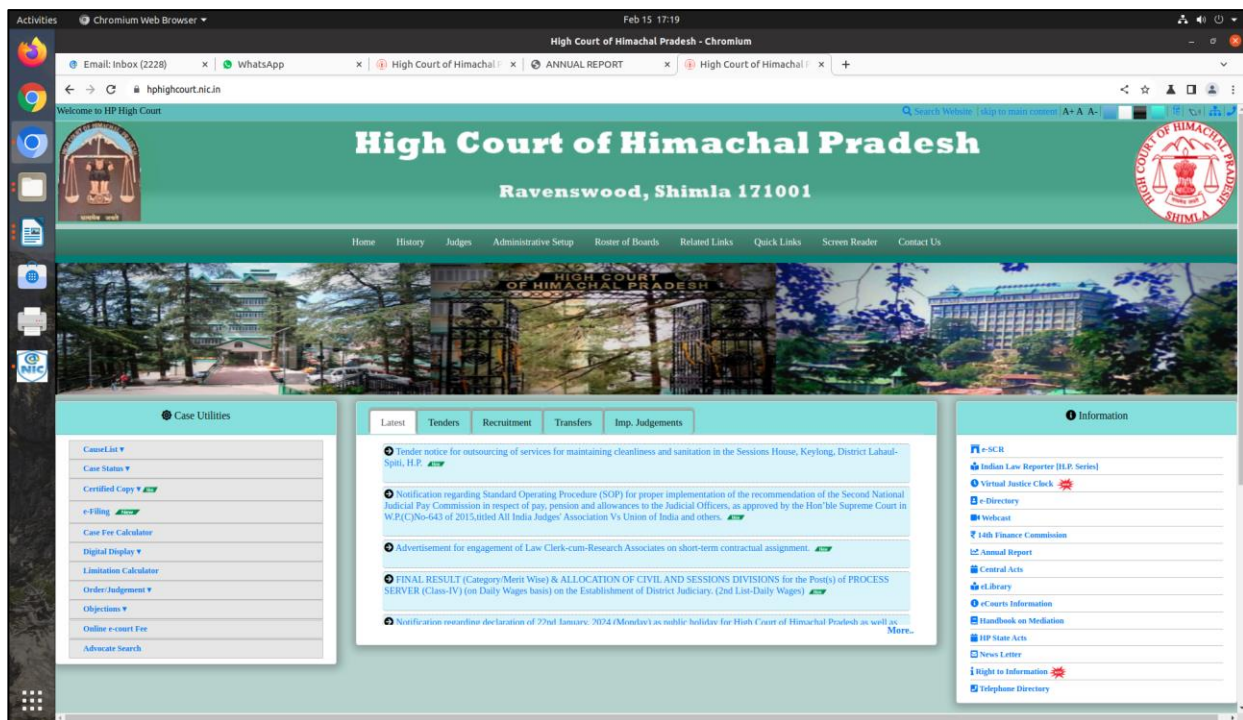 Activities
Chromium Web Browser
Feb 15 17:19
High Court of Himachal Pradesh - Chromium
Email: Inbox (2228)
WhatsApp
High Court of Himachal P
ANNUAL REPORT
High Court of Himachal P
hphighcourt.nic.in
Welcome to HP High Court
Search Website | skip to main content | A+ A A-
High Court of Himachal Pradesh
Ravenswood, Shimla 171001
HIGH COURT OF HIMACHAL PRADESH
SHIMLA
Home History Judges Administrative Setup Roster of Boards Related Links Quick Links Screen Reader Contact Us
HIGH COURT
OF HIMACHAL PRADESH
Case Utilities
CauseList
Case Status
Certified Copy New
e-Filing New
Case Fee Calculator
Digital Display
Limitation Calculator
Order/Judgement
Objections
Online e-court Fee
Advocate Search
Latest Tenders Recruitment Transfers Imp. Judgements
Tender notice for outsourcing of services for maintaining cleanliness and sanitation in the Sessions House, Keylong, District Lahaul-
Spiti, H.P. New
Notification regarding Standard Operating Procedure (SOP) for proper implementation of the recommendation of the Second National
Judicial Pay Commission in respect of pay, pension and allowances to the Judicial Officers, as approved by the Hon'ble Supreme Court in
W.P.(C)No-643 of 2015,titled All India Judges' Association Vs Union of India and others. New
Advertisement for engagement of Law Clerk-cum-Research Associates on short-term contractual assignment. New
FINAL RESULT (Category/Merit Wise) & ALLOCATION OF CIVIL AND SESSIONS DIVISIONS for the Post(s) of PROCESS
SERVER (Class-IV) (on Daily Wages basis) on the Establishment of District Judiciary. (2nd List-Daily Wages) New
Notification regarding declaration of 22nd January, 2024 (Monday) as public holiday for High Court of Himachal Pradesh as well as
More..
Information
e-SCR
Indian Law Reporter [H.P. Series]
Virtual Justice Clock
e-Directory
Webcast
14th Finance Commission
Annual Report
Central Acts
eLibrary
eCourts Information
Handbook on Mediation
HP State Acts
News Letter
Right to Information
Telephone Directory
NIC